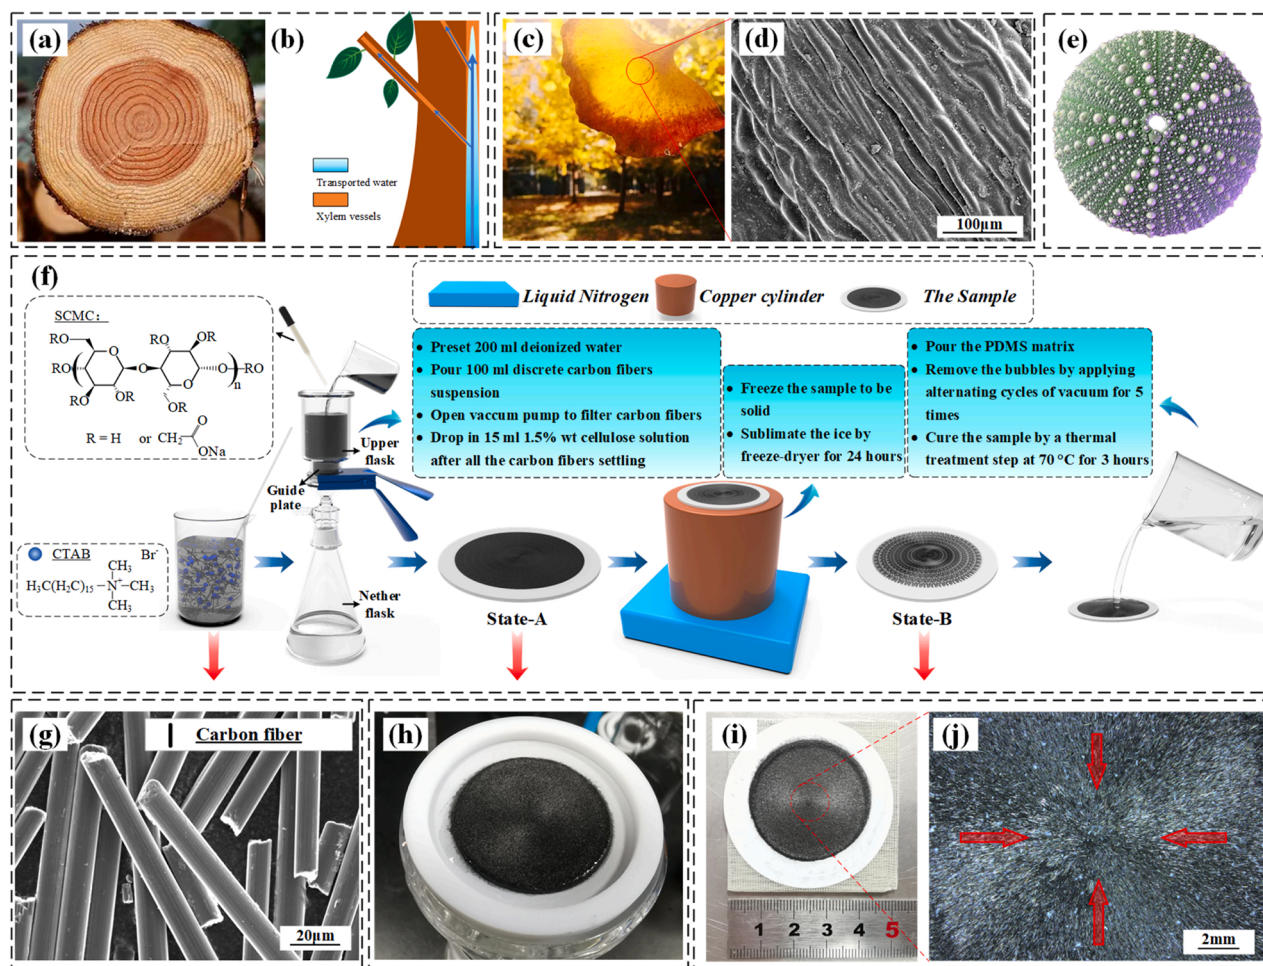 (a)
(b)
Transported water
Xylem vessels
(c)
(d)
100μm
(e)
(f)
SCMC:
RO
OR
RO
RO
OR
RO
O
O
O
O
n
RO
OR
OR
R = H or CH₂
O
ONa
CTAB Br⁻
CH₃
H₃C(H₂C)₁₅—N⁺—CH₃
CH₃
Upper
flask
Guide
plate
Nether
flask
Liquid Nitrogen
Copper cylinder
The Sample
• Preset 200 ml deionized water
• Pour 100 ml discrete carbon fibers
suspension
• Open vaccum pump to filter carbon fibers
• Drop in 15 ml 1.5% wt cellulose solution
after all the carbon fibers settling
• Freeze the sample to be
solid
• Sublimate the ice by
freeze-dryer for 24 hours
• Pour the PDMS matrix
• Remove the bubbles by applying
alternating cycles of vacuum for 5
times
• Cure the sample by a thermal
treatment step at 70 °C for 3 hours
State-A
State-B
(g)
Carbon fiber
20μm
(h)
(i)
1 2 3 4 5
(j)
2mm